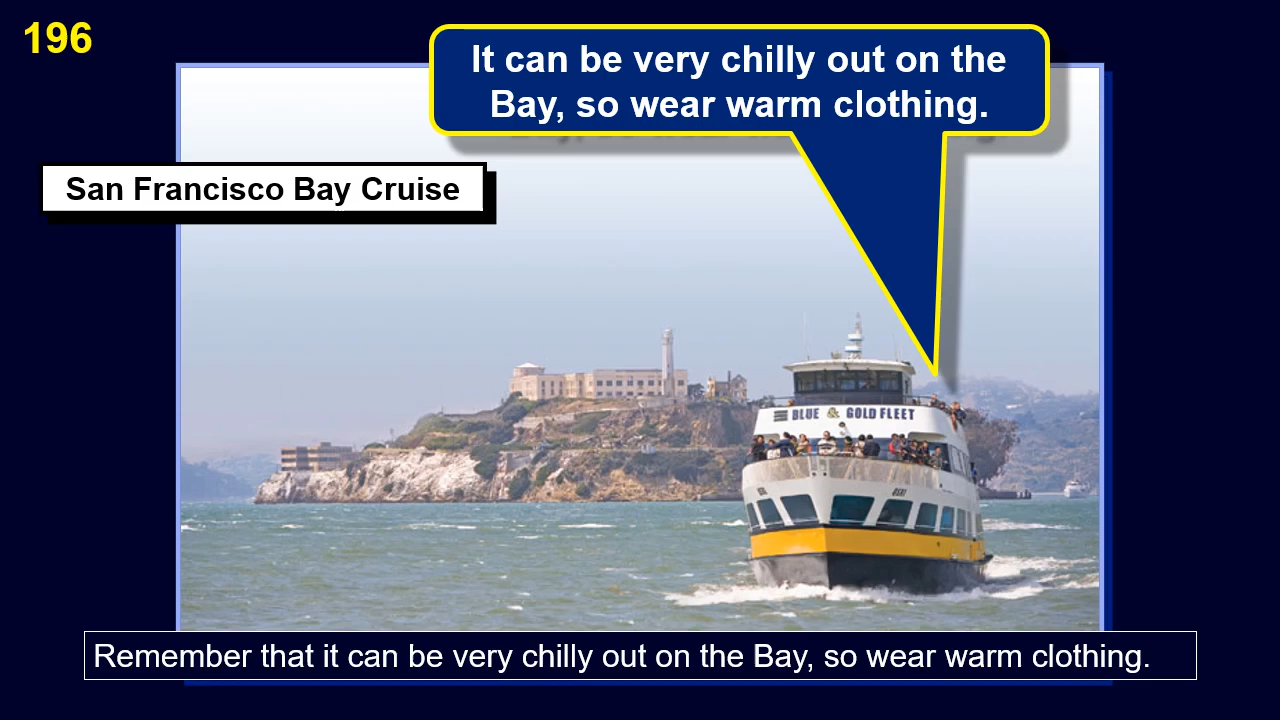 196
It can be very chilly out on the
Bay, so wear warm clothing.
San Francisco Bay Cruise
BLUE & GOLD FLEET
Remember that it can be very chilly out on the Bay, so wear warm clothing.